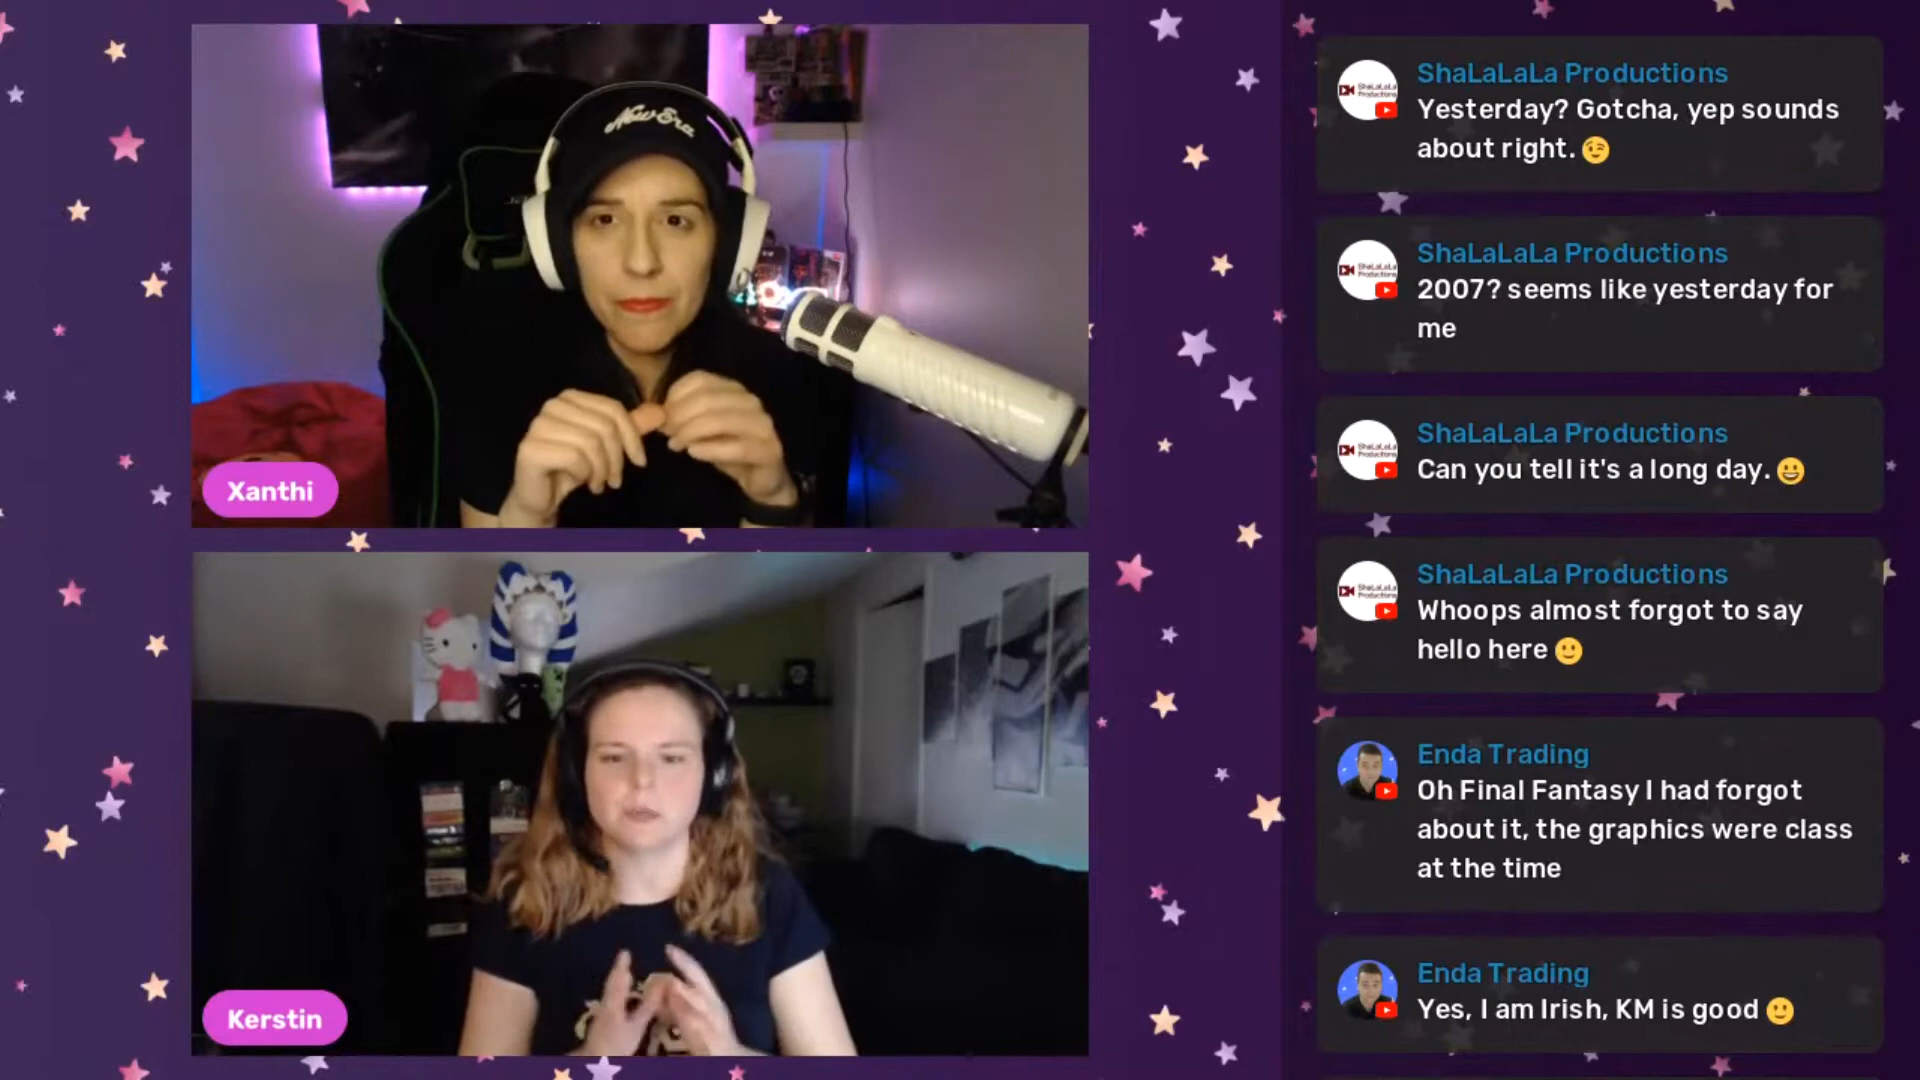 New Era
Xanthi
Kerstin
ShaLaLaLa Productions
Yesterday? Gotcha, yep sounds
about right. 😉
ShaLaLaLa Productions
2007? seems like yesterday for
me
ShaLaLaLa Productions
Can you tell it's a long day. 😀
ShaLaLaLa Productions
Whoops almost forgot to say
hello here 🙂
Enda Trading
Oh Final Fantasy I had forgot
about it, the graphics were class
at the time
Enda Trading
Yes, I am Irish, KM is good 🙂